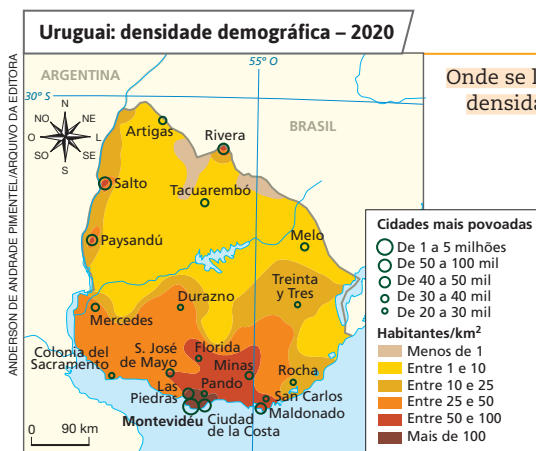 Uruguai: densidade demográfica – 2020
55° O
Onde se l
densida
ARGENTINA
30° S
BRASIL
N
NO
NE
O
L
SO
SE
S
Artigas
Rivera
Salto
Tacuarembó
Paysandú
Melo
Treinta
y Tres
Durazno
Mercedes
Colonia del
Sacramento
S. José
de Mayo
Florida
Minas
Rocha
Las
Piedras
Pando
San Carlos
Maldonado
Montevidéu
Ciudad
de la Costa
0 90 km
Cidades mais povoadas
De 1 a 5 milhões
De 50 a 100 mil
De 40 a 50 mil
De 30 a 40 mil
De 20 a 30 mil
Habitantes/km²
Menos de 1
Entre 1 e 10
Entre 10 e 25
Entre 25 e 50
Entre 50 e 100
Mais de 100
ANDERSON DE ANDRADE PIMENTEL/ARQUIVO DA EDITORA